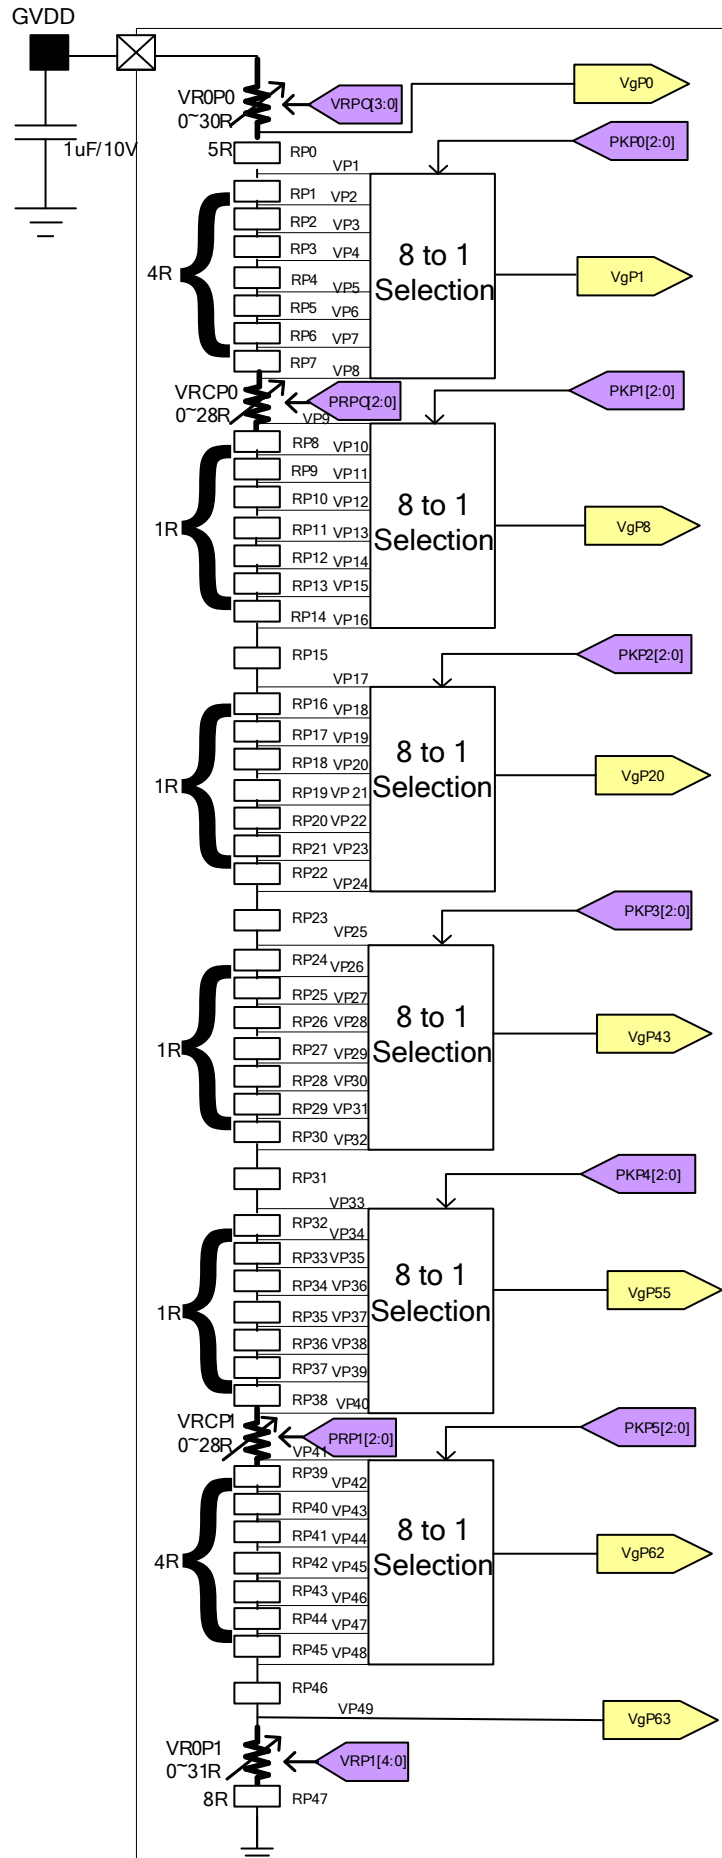 GVDD
1uF/10V
VR0P0
0~30R
VRP0[3:0]
VgP0
5R
RP0
PKP0[2:0]
VP1
RP1
VP2
RP2
VP3
RP3
VP4
4R
RP4
VP5
RP5
VP6
RP6
VP7
RP7
VP8
8 to 1
Selection
VgP1
VRCP0
0~28R
PRP0[2:0]
PKP1[2:0]
VP9
RP8
VP10
RP9
VP11
RP10
VP12
1R
RP11
VP13
RP12
VP14
RP13
VP15
RP14
VP16
8 to 1
Selection
VgP8
RP15
PKP2[2:0]
VP17
RP16
VP18
RP17
VP19
RP18
VP20
1R
RP19
VP21
RP20
VP22
RP21
VP23
RP22
VP24
8 to 1
Selection
VgP20
RP23
PKP3[2:0]
VP25
RP24
VP26
RP25
VP27
RP26
VP28
1R
RP27
VP29
RP28
VP30
RP29
VP31
RP30
VP32
8 to 1
Selection
VgP43
RP31
PKP4[2:0]
VP33
RP32
VP34
RP33
VP35
RP34
VP36
1R
RP35
VP37
RP36
VP38
RP37
VP39
RP38
VP40
8 to 1
Selection
VgP55
VRCP1
0~28R
PRP1[2:0]
PKP5[2:0]
VP41
RP39
VP42
RP40
VP43
RP41
VP44
4R
RP42
VP45
RP43
VP46
RP44
VP47
RP45
VP48
8 to 1
Selection
VgP62
RP46
VP49
VgP63
VR0P1
0~31R
VRP1[4:0]
8R
RP47